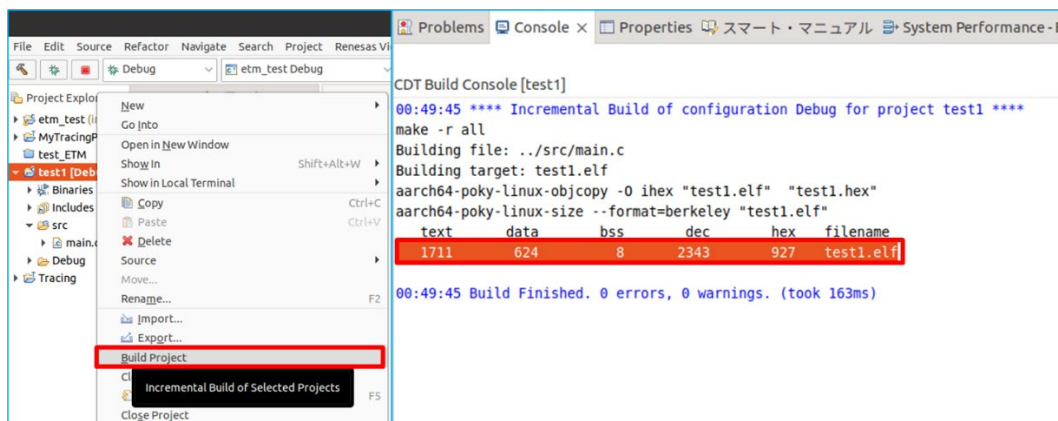 File Edit Source Refactor Navigate Search Project Renesas Vi
Debug etm_test Debug
Project Explo
etm_test (i
MyTracingP
test_ETM
test1 [Deb
Binaries
Includes
src
main.c
Debug
Tracing
New
Go Into
Open in New Window
Show In Shift+Alt+W
Show in Local Terminal
Copy Ctrl+C
Paste Ctrl+V
Delete
Source
Move...
Rename... F2
Import...
Export...
Build Project
Cl
Incremental Build of Selected Projects
F5
Close Project
Problems Console × Properties スマート・マニュアル System Performance -
CDT Build Console [test1]
00:49:45 **** Incremental Build of configuration Debug for project test1 ****
make -r all
Building file: ../src/main.c
Building target: test1.elf
aarch64-poky-linux-objcopy -O ihex "test1.elf" "test1.hex"
aarch64-poky-linux-size --format=berkeley "test1.elf"
text data bss dec hex filename
1711 624 8 2343 927 test1.elf
00:49:45 Build Finished. 0 errors, 0 warnings. (took 163ms)